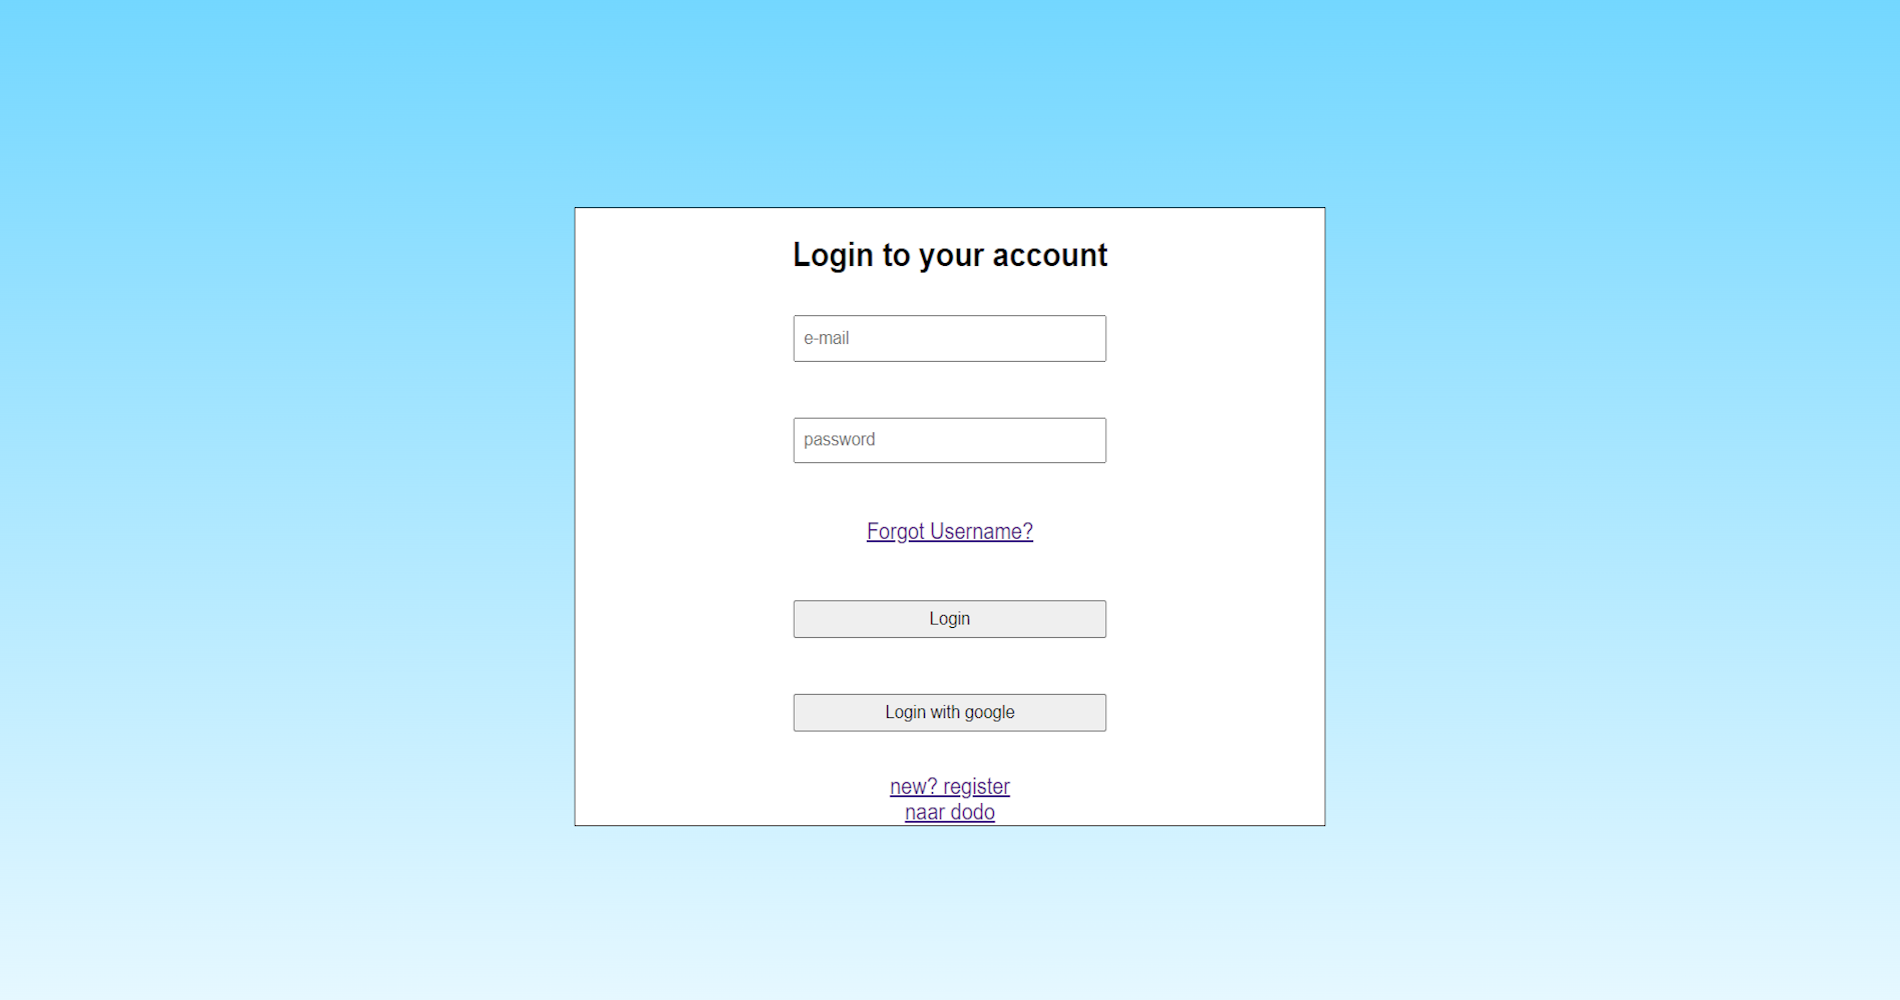 Login to your account
e-mail
password
Forgot Username?
Login
Login with google
new? register
naar dodo